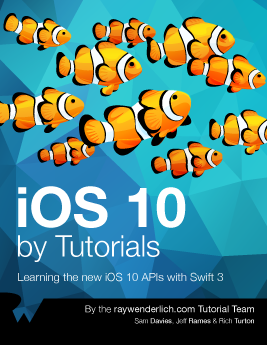 iOS 10
by Tutorials
Learning the new iOS 10 APIs with Swift 3
By the raywenderlich.com Tutorial Team
Sam Davies, Jeff Rames & Rich Turton